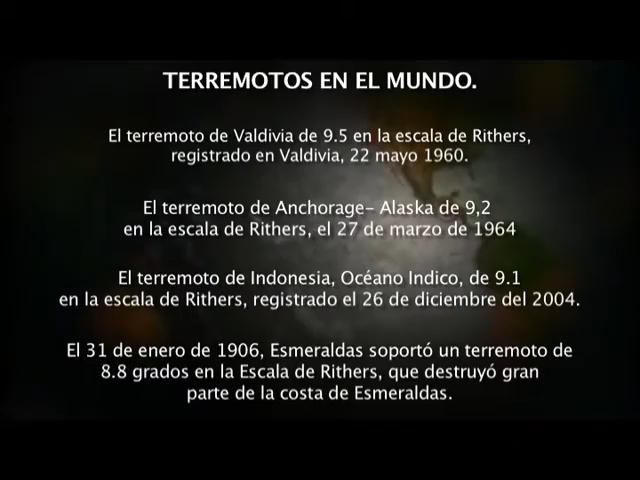 TERREMOTOS EN EL MUNDO.
El terremoto de Valdivia de 9.5 en la escala de Rithers,
registrado en Valdivia, 22 mayo 1960.
El terremoto de Anchorage- Alaska de 9,2
en la escala de Rithers, el 27 de marzo de 1964
El terremoto de Indonesia, Océano Indico, de 9.1
en la escala de Rithers, registrado el 26 de diciembre del 2004.
El 31 de enero de 1906, Esmeraldas soportó un terremoto de
8.8 grados en la Escala de Rithers, que destruyó gran
parte de la costa de Esmeraldas.